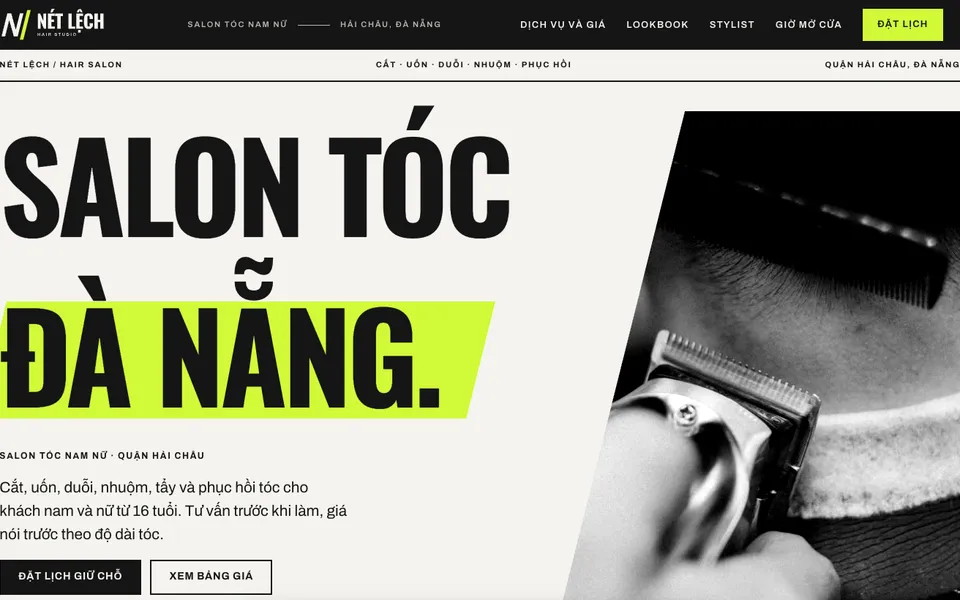 NÉT LỆCH
HAIR STUDIO
SALON TÓC NAM NỮ
HẢI CHÂU, ĐÀ NẴNG
DỊCH VỤ VÀ GIÁ
LOOKBOOK
STYLIST
GIỜ MỞ CỬA
ĐẶT LỊCH
NÉT LỆCH / HAIR SALON
CẮT · UỐN · DUỖI · NHUỘM · PHỤC HỒI
QUẬN HẢI CHÂU, ĐÀ NẴNG
SALON TÓC
ĐÀ NẴNG.
SALON TÓC NAM NỮ · QUẬN HẢI CHÂU
Cắt, uốn, duỗi, nhuộm, tẩy và phục hồi tóc cho
khách nam và nữ từ 16 tuổi. Tư vấn trước khi làm, giá
nói trước theo độ dài tóc.
ĐẶT LỊCH GIỮ CHỖ
XEM BẢNG GIÁ